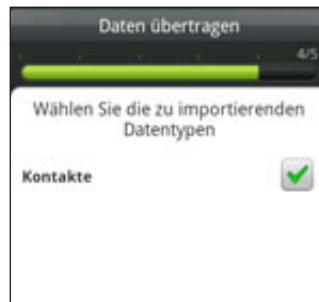 Daten übertragen
4/5
Wählen Sie die zu importierenden
Datentypen
Kontakte